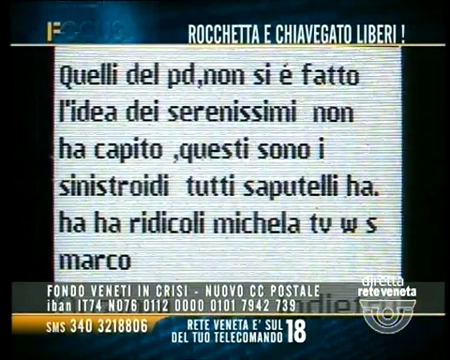 FOCUS
ROCCHETTA E CHIAVEGATO LIBERI !
Quelli del pd,non si é fatto
l'idea dei serenissimi non
ha capito ,questi sono i
sinistroidi tutti saputelli ha.
ha ha ridicoli michela tv w s
marco
FONDO VENETI IN CRISI - NUOVO CC POSTALE
iban IT74 N076 0112 0000 0101 7942 739
diretta
reteveneta
SMS 340 3218806
RETE VENETA E' SUL
DEL TUO TELECOMANDO 18